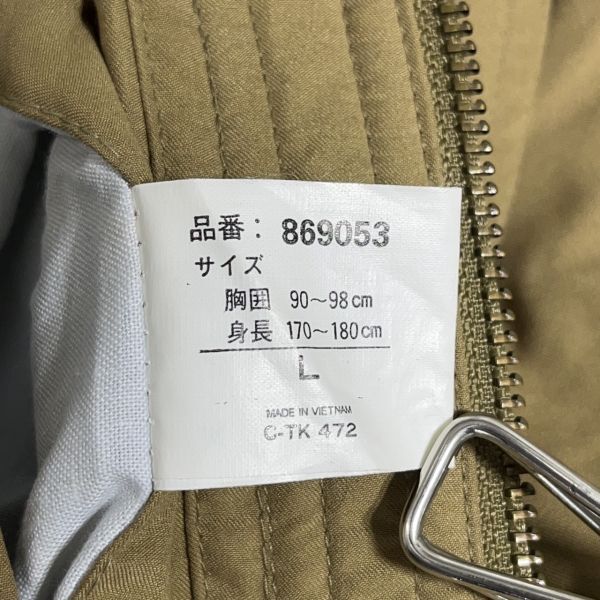 品番: 869053
サイズ
胸囲 90～98cm
身長 170～180cm
L
MADE IN VIETNAM
C-TK 472